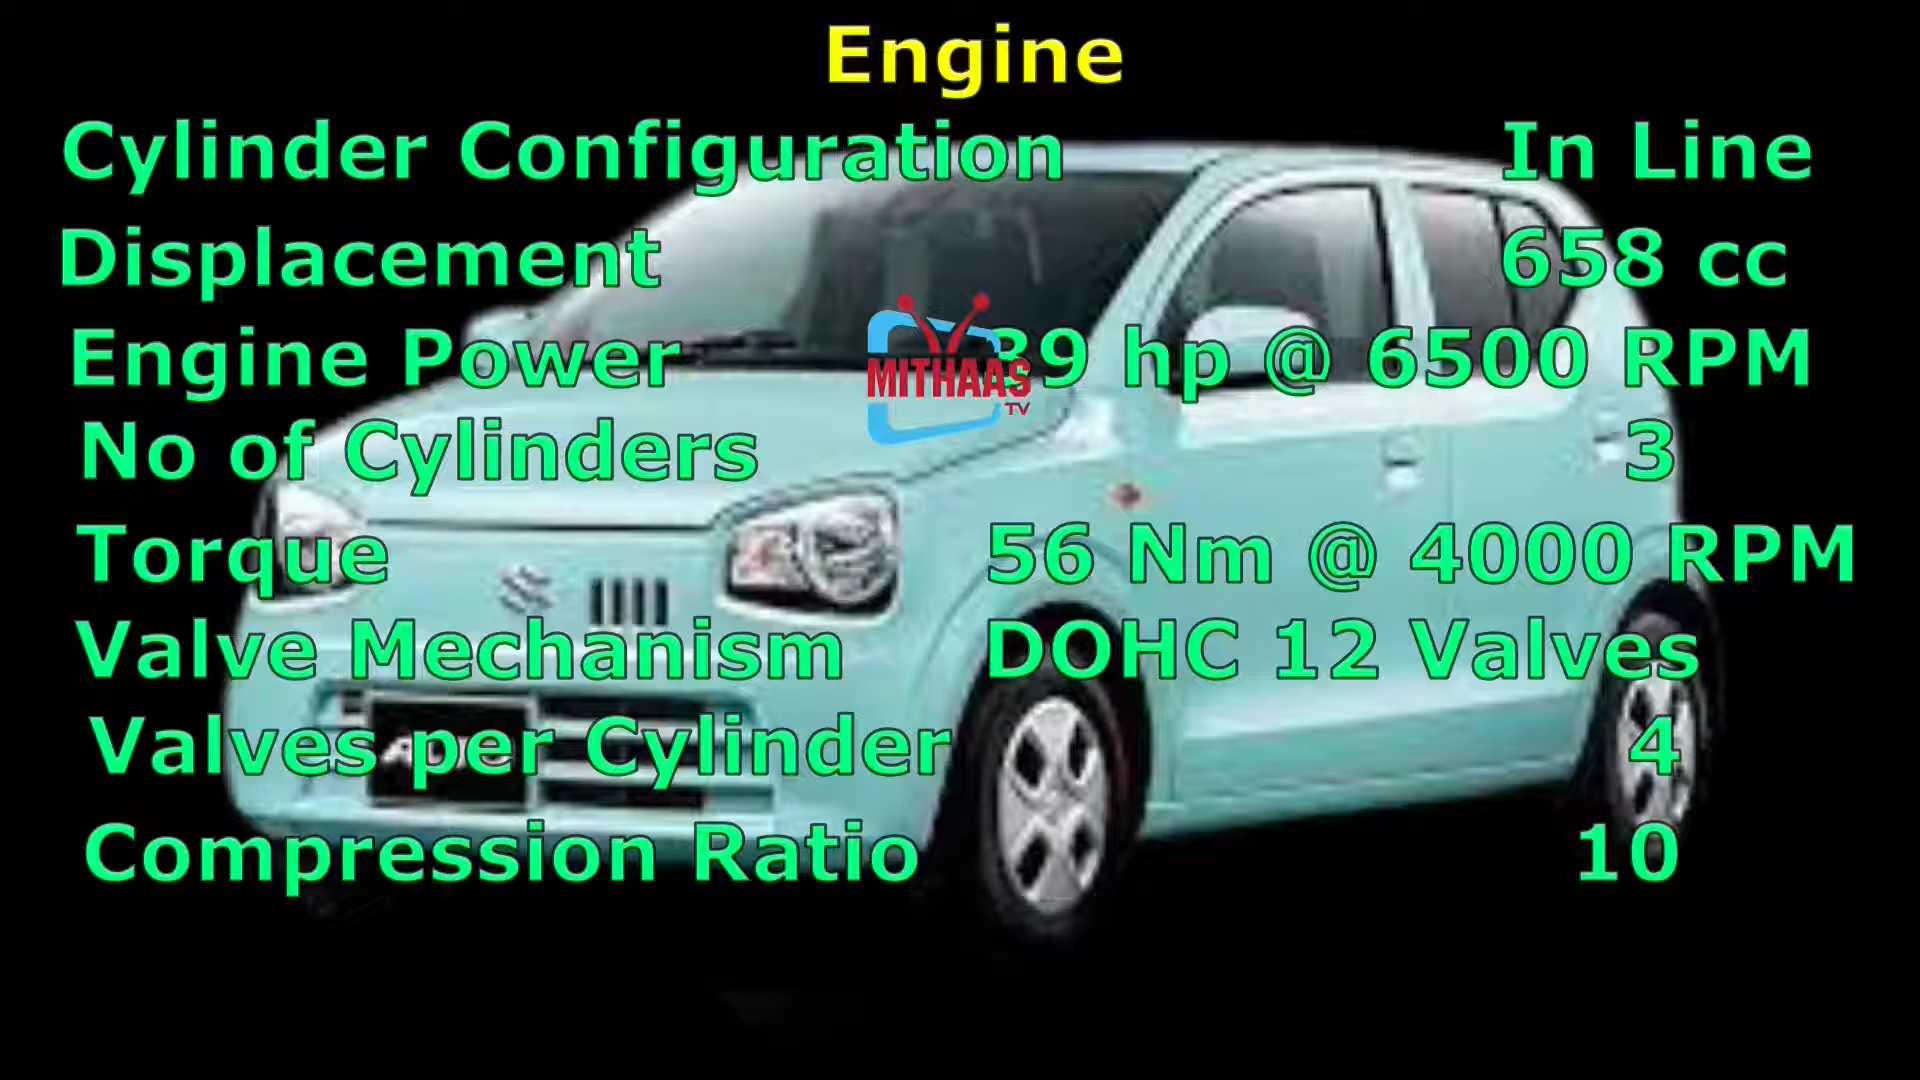 Engine
Cylinder Configuration In Line
Displacement 658 cc
Engine Power 39 hp @ 6500 RPM
MITHAAS
TV
No of Cylinders 3
Torque 56 Nm @ 4000 RPM
Valve Mechanism DOHC 12 Valves
Valves per Cylinder 4
Compression Ratio 10